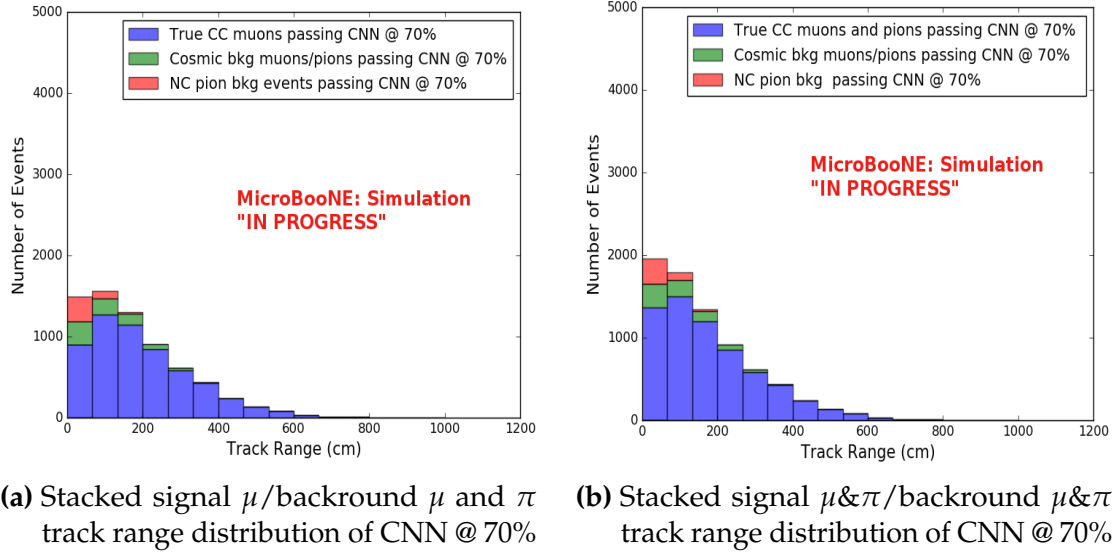 5000
4000
3000
2000
1000
0
Number of Events
True CC muons passing CNN @ 70%
Cosmic bkg muons/pions passing CNN @ 70%
NC pion bkg events passing CNN @ 70%
MicroBooNE: Simulation
"IN PROGRESS"
0 200 400 600 800 1000 1200
Track Range (cm)
(a) Stacked signal μ/backround μ and π
track range distribution of CNN @ 70%
5000
4000
3000
2000
1000
0
Number of Events
True CC muons and pions passing CNN @ 70%
Cosmic bkg muons/pions passing CNN @ 70%
NC pion bkg passing CNN @ 70%
MicroBooNE: Simulation
"IN PROGRESS"
0 200 400 600 800 1000 1200
Track Range (cm)
(b) Stacked signal μ&π/backround μ&π
track range distribution of CNN @ 70%